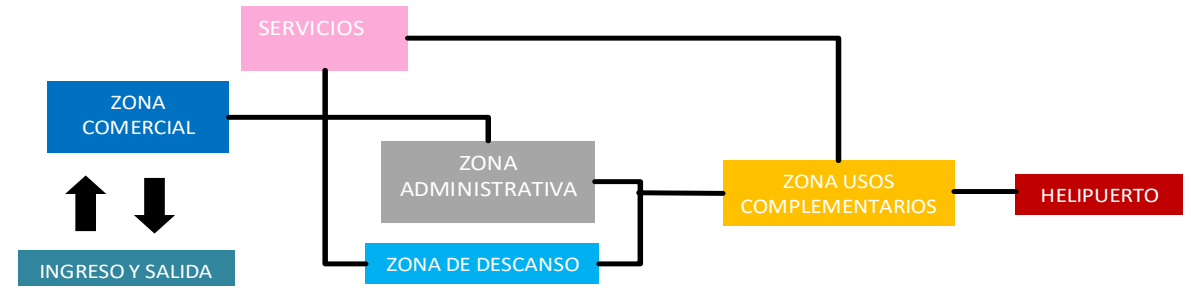 SERVICIOS
ZONA
COMERCIAL
ZONA
ADMINISTRATIVA
ZONA USOS
COMPLEMENTARIOS
HELIPUERTO
INGRESO Y SALIDA
ZONA DE DESCANSO